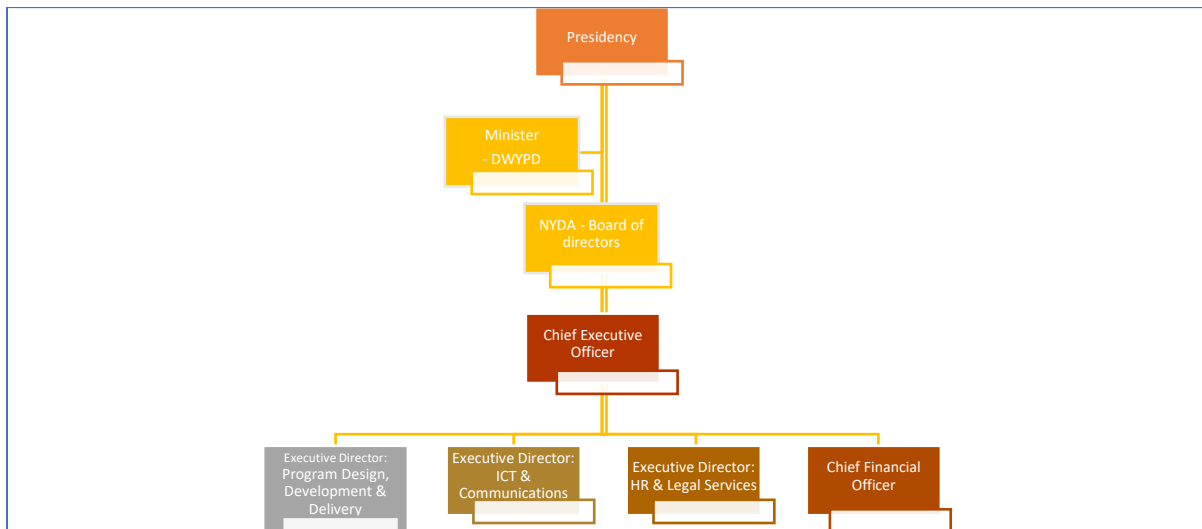 Presidency
Minister
- DWYPD
NYDA - Board of
directors
Chief Executive
Officer
Executive Director:
Program Design,
Development &
Delivery
Executive Director:
ICT &
Communications
Executive Director:
HR & Legal Services
Chief Financial
Officer